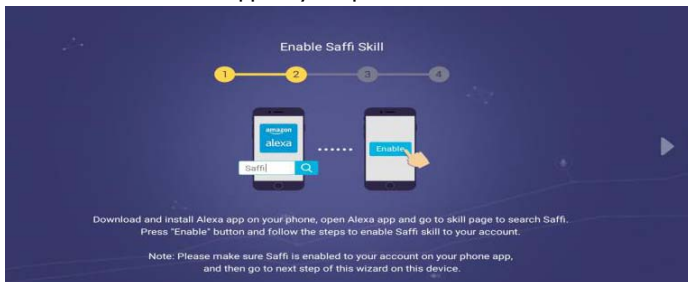 Enable Saffi Skill
1 2 3 4
amazon
alexa
Saffi
Enable
Download and install Alexa app on your phone, open Alexa app and go to skill page to search Saffi.
Press "Enable" button and follow the steps to enable Saffi skill to your account.
Note: Please make sure Saffi is enabled to your account on your phone app,
and then go to next step of this wizard on this device.